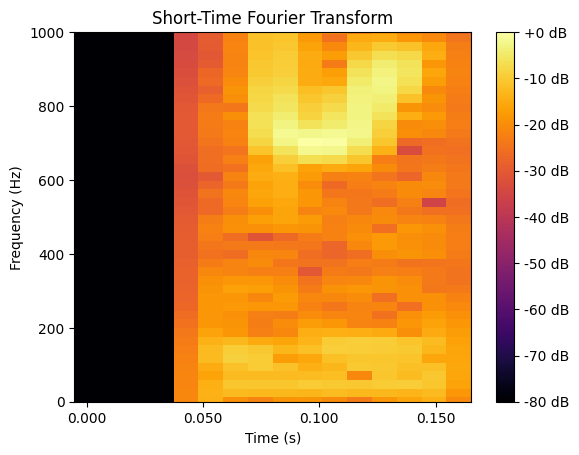 Short-Time Fourier Transform
1000
800
600
400
200
0
Frequency (Hz)
0.000
0.050
0.100
0.150
Time (s)
+0 dB
-10 dB
-20 dB
-30 dB
-40 dB
-50 dB
-60 dB
-70 dB
-80 dB